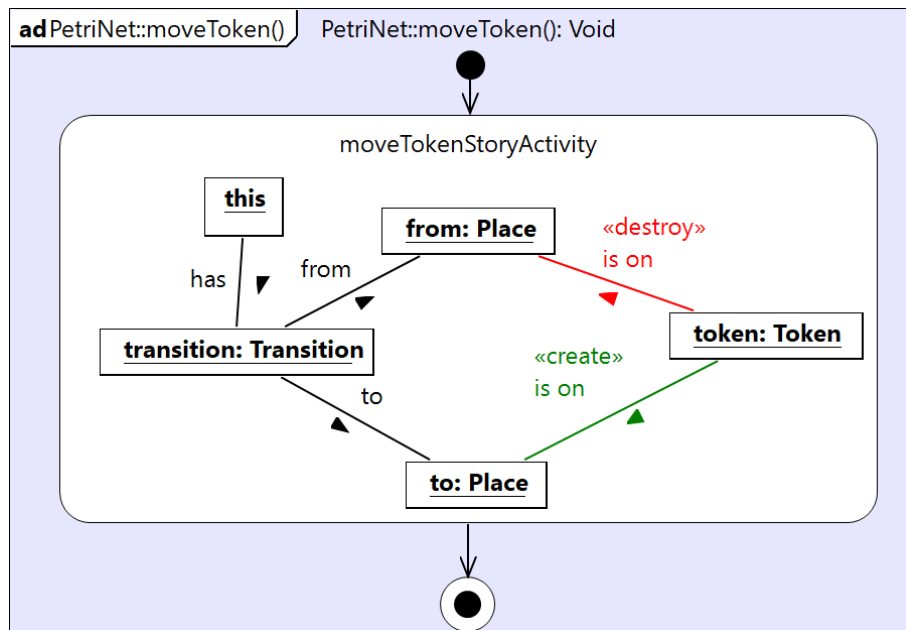 ad PetriNet::moveToken()
PetriNet::moveToken(): Void
moveTokenStoryActivity
this
from: Place
«destroy»
is on
has
from
transition: Transition
token: Token
«create»
is on
to
to: Place